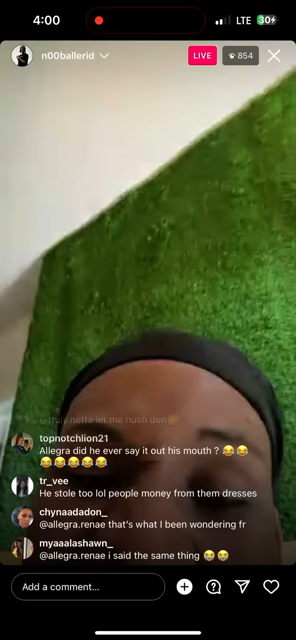 4:00
LTE
30
n00ballerid
LIVE
854
@truly.netta let me hush den
topnotchlion21
Allegra did he ever say it out his mouth ? 😂😂
😂😂😂😂😂
tr_vee
He stole too lol people money from them dresses
chynaadadon_
@allegra.renae that's what I been wondering fr
myaaalashawn_
@allegra.renae i said the same thing 😂😂
Add a comment...